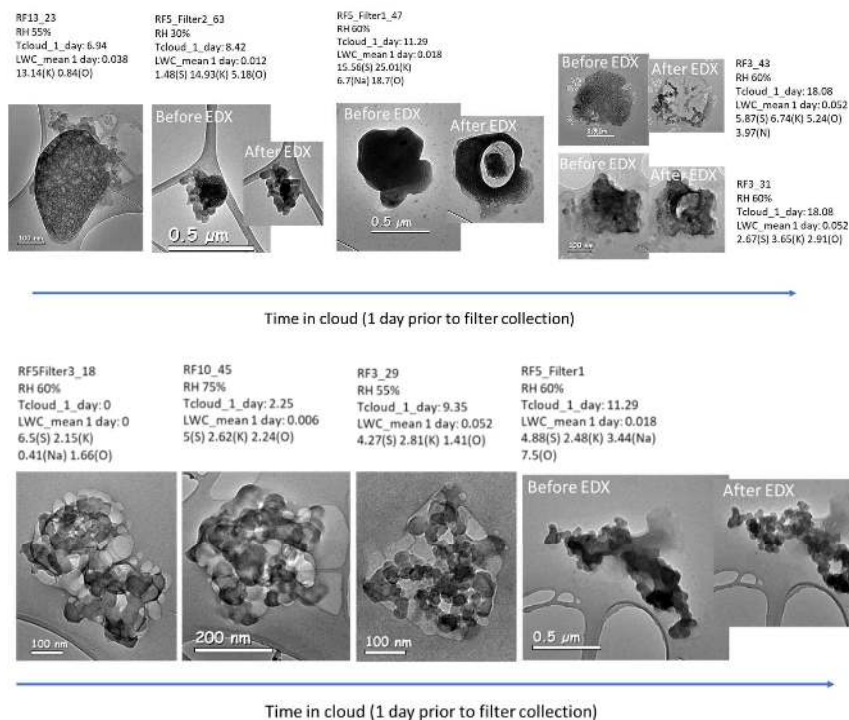 RF13_23
RH 55%
Tcloud_1_day: 6.94
LWC_mean 1 day: 0.038
13.14(K) 0.84(O)
100 nm
RF5_Filter2_63
RH 30%
Tcloud_1_day: 8.42
LWC_mean 1 day: 0.012
1.48(S) 14.93(K) 5.18(O)
Before EDX
After EDX
0.5 µm
RF5_Filter1_47
RH 60%
Tcloud_1_day: 11.29
LWC_mean 1 day: 0.018
15.56(S) 25.01(K)
6.7(Na) 18.7(O)
Before EDX
After EDX
0.5 µm
Before EDX
After EDX
RF3_43
RH 60%
Tcloud_1_day: 18.08
LWC_mean 1 day: 0.052
5.87(S) 6.74(K) 5.24(O)
3.97(N)
Before EDX
After EDX
100 nm
RF3_31
RH 60%
Tcloud_1_day: 18.08
LWC_mean 1 day: 0.052
2.67(S) 3.65(K) 2.91(O)
Time in cloud (1 day prior to filter collection)
RF5Filter3_18
RH 60%
Tcloud_1_day: 0
LWC_mean 1 day: 0
6.5(S) 2.15(K)
0.41(Na) 1.66(O)
100 nm
RF10_45
RH 75%
Tcloud_1_day: 2.25
LWC_mean 1 day: 0.006
5(S) 2.62(K) 2.24(O)
200 nm
RF3_29
RH 55%
Tcloud_1_day: 9.35
LWC_mean 1 day: 0.052
4.27(S) 2.81(K) 1.41(O)
100 nm
RF5_Filter1
RH 60%
Tcloud_1_day: 11.29
LWC_mean 1 day: 0.018
4.88(S) 2.48(K) 3.44(Na)
7.5(O)
Before EDX
After EDX
0.5 µm
Time in cloud (1 day prior to filter collection)